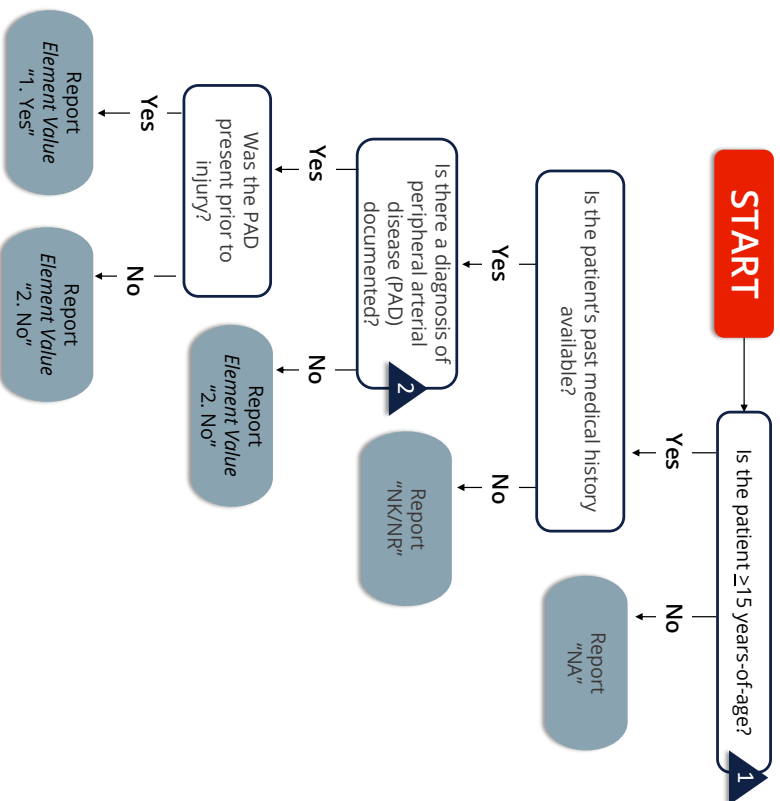 START
Is the patient ≥15 years-of-age?
1
Yes
No
Report
"NA"
Is the patient's past medical history
available?
Yes
No
Report
"NK/NR"
Is there a diagnosis of
peripheral arterial
disease (PAD)
documented?
2
Yes
No
Report
Element Value
"2. No"
Was the PAD
present prior to
injury?
Yes
No
Report
Element Value
"1. Yes"
Report
Element Value
"2. No"